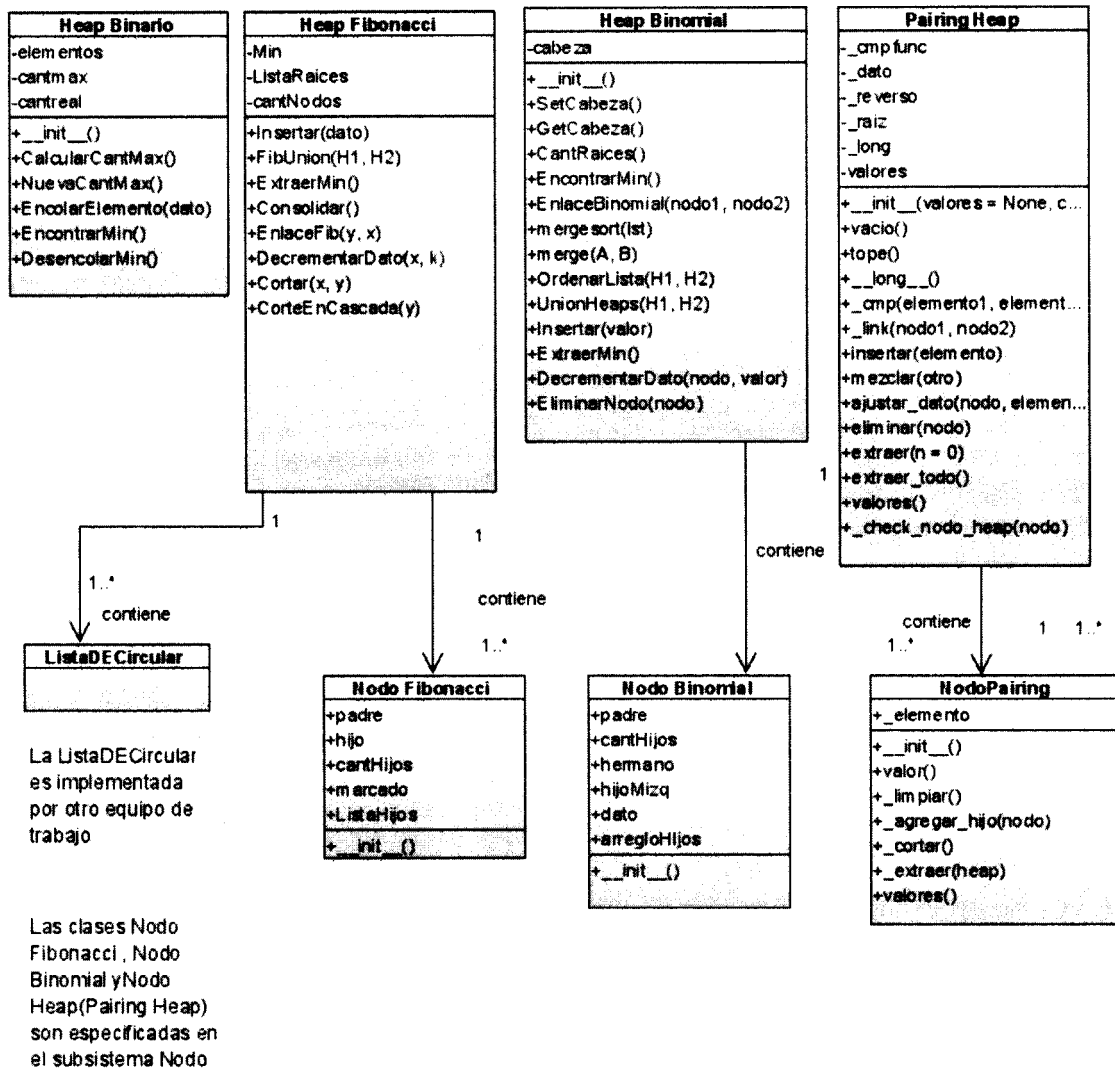 Heap Binario
-elementos
-cantmax
-cantreal
+__init__()
+CalcularCantMax()
+NuevaCantMax()
+EncolarElemento(dato)
+EncontrarMin()
+DesencolarMin()
Heap Fibonacci
-Min
-ListaRaices
-cantNodos
+Insertar(dato)
+FibUnion(H1, H2)
+ExtraerMin()
+Consolidar()
+EnlaceFib(y, x)
+DecrementarDato(x, k)
+Cortar(x, y)
+CorteEnCascada(y)
Heap Binomial
-cabeza
+__init__()
+SetCabeza()
+GetCabeza()
+CantRaices()
+EncontrarMin()
+EnlaceBinomial(nodo1, nodo2)
+mergesort(lst)
+merge(A, B)
+OrdenarLista(H1, H2)
+UnionHeaps(H1, H2)
+Insertar(valor)
+ExtraerMin()
+DecrementarDato(nodo, valor)
+EliminarNodo(nodo)
Pairing Heap
-_cmpfunc
-_dato
-_reverso
-_raiz
-_long
-valores
+__init__(valores = None, c...
+vacio()
+tope()
+__long__()
+_cmp(elemento1, element...
+_link(nodo1, nodo2)
+insertar(elemento)
+mezclar(otro)
+ajustar_dato(nodo, elemen...
+eliminar(nodo)
+extraer(n = 0)
+extraer_todo()
+valores()
+_check_nodo_heap(nodo)
1
1..*
contiene
1
contiene
1..*
1
contiene
contiene
1..*
1
1..*
ListaDECircular
La ListaDECircular
es implementada
por otro equipo de
trabajo
Nodo Fibonacci
+padre
+hijo
+cantHijos
+marcado
+ListaHijos
+__init__()
Nodo Binomial
+padre
+cantHijos
+hermano
+hijoMizq
+dato
+arregloHijos
+__init__()
NodoPairing
+_elemento
+__init__()
+valor()
+_limpiar()
+_agregar_hijo(nodo)
+_cortar()
+_extraer(heap)
+valores()
Las clases Nodo
Fibonacci , Nodo
Binomial yNodo
Heap(Pairing Heap)
son especificadas en
el subsistema Nodo